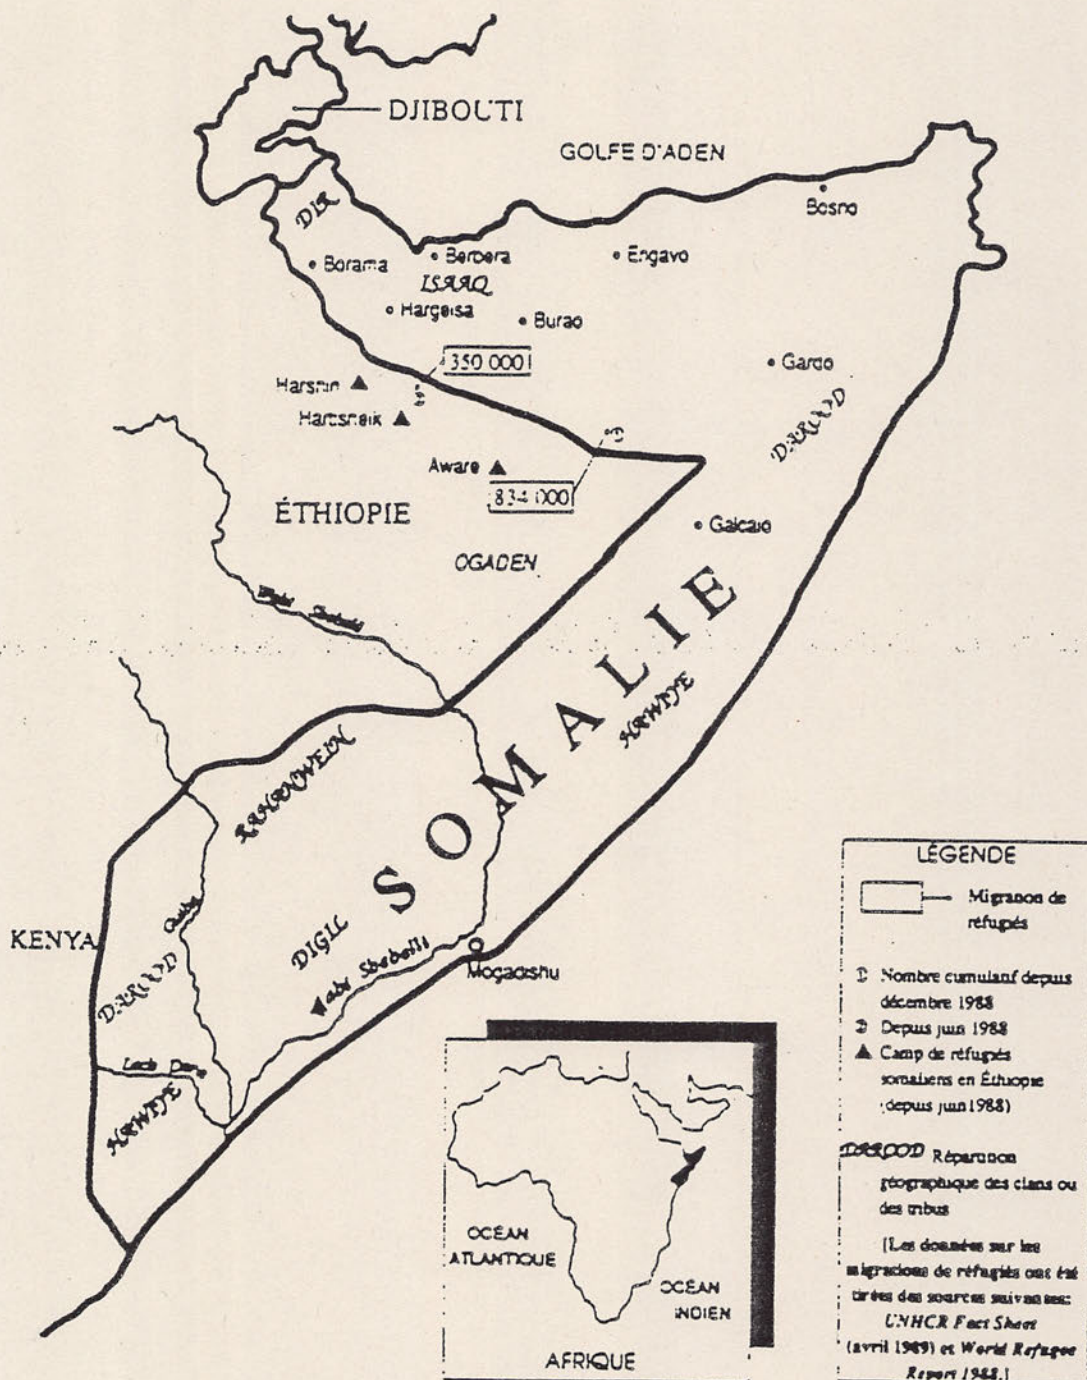 DJIBOUTI
GOLFE D'ADEN
DIR
Bosno
Borama
Berbera
Engavo
ISAAQ
Hargeisa
Burao
350 000
Gardo
Harshin
Hartsheik
DAROOD
Aware
834 000
ÉTHIOPIE
Galcaio
OGADEN
SOMALIE
HAWIYE
RAHANWEIN
DIGIL
KENYA
DAROOD
Mogadishu
HAWIYE
LÉGENDE
Migration de
réfugiés
① Nombre cumulatif depuis
décembre 1988
② Depuis juin 1988
▲ Camp de réfugiés
somaliens en Éthiopie
(depuis juin 1988)
DAROOD Répartition
géographique des clans ou
des tribus
[Les données sur les
migrations de réfugiés ont été
tirées des sources suivantes:
UNHCR Fact Sheet
(avril 1989) et World Refugee
Report 1988.]
OCÉAN
ATLANTIQUE
OCÉAN
INDIEN
AFRIQUE